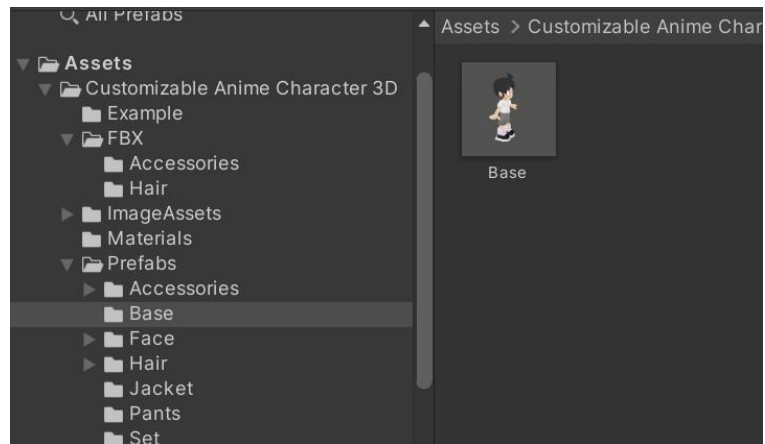 All Prefabs
Assets
Customizable Anime Character 3D
Example
FBX
Accessories
Hair
ImageAssets
Materials
Prefabs
Accessories
Base
Face
Hair
Jacket
Pants
Set
Assets > Customizable Anime Char
Base